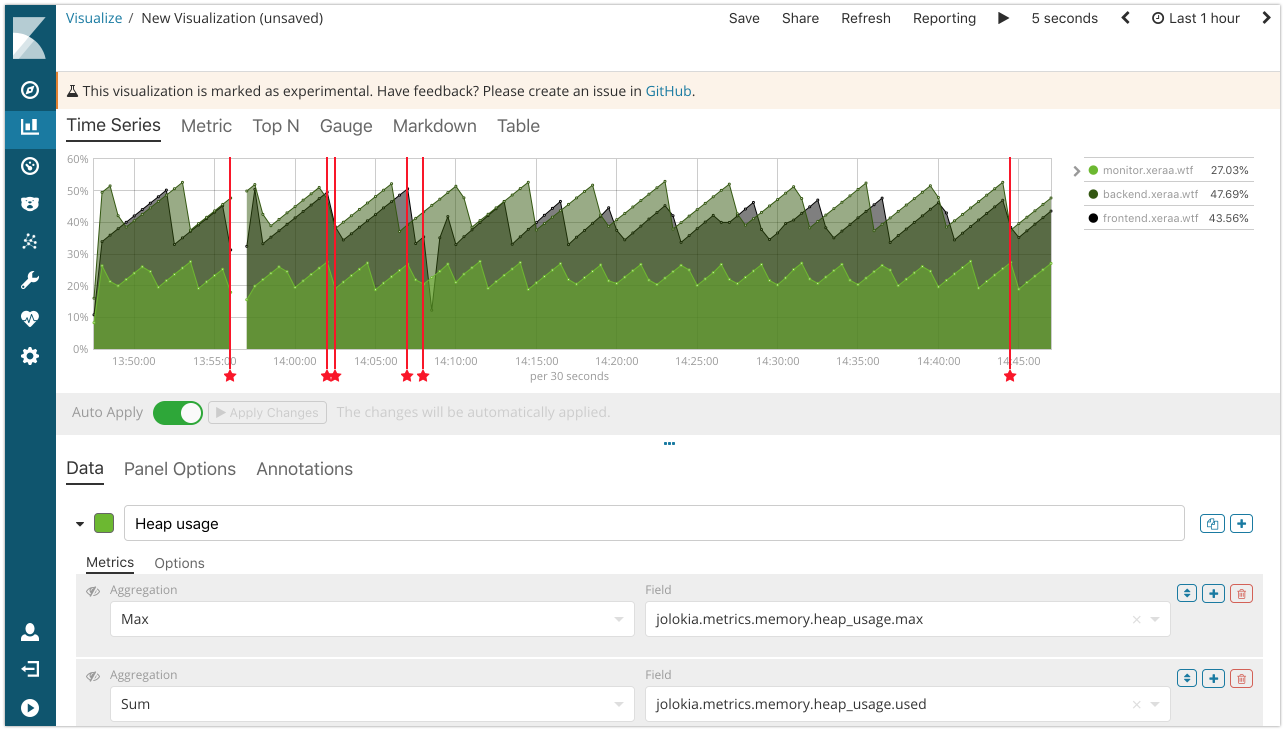 Visualize / New Visualization (unsaved)
Save Share Refresh Reporting 5 seconds Last 1 hour
This visualization is marked as experimental. Have feedback? Please create an issue in GitHub.
Time Series Metric Top N Gauge Markdown Table
60%
50%
40%
30%
20%
10%
0%
13:50:00 13:55:00 14:00:00 14:05:00 14:10:00 14:15:00 14:20:00 14:25:00 14:30:00 14:35:00 14:40:00 14:45:00
per 30 seconds
monitor.xeraa.wtf 27.03%
backend.xeraa.wtf 47.69%
frontend.xeraa.wtf 43.56%
Auto Apply Apply Changes The changes will be automatically applied.
Data Panel Options Annotations
Heap usage
Metrics Options
Aggregation Field
Max jolokia.metrics.memory.heap_usage.max
Aggregation Field
Sum jolokia.metrics.memory.heap_usage.used